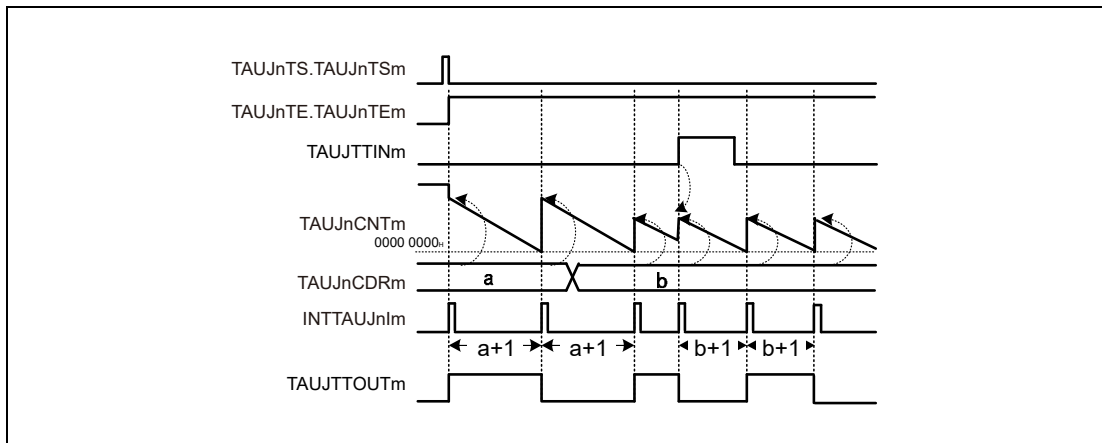 TAUJnTS.TAUJnTSm
TAUJnTE.TAUJnTEm
TAUJTTINm
TAUJnCNTm
0000 0000H
TAUJnCDRm
a
b
INTTAUJnIm
a+1
a+1
b+1
b+1
TAUJTTOUTm